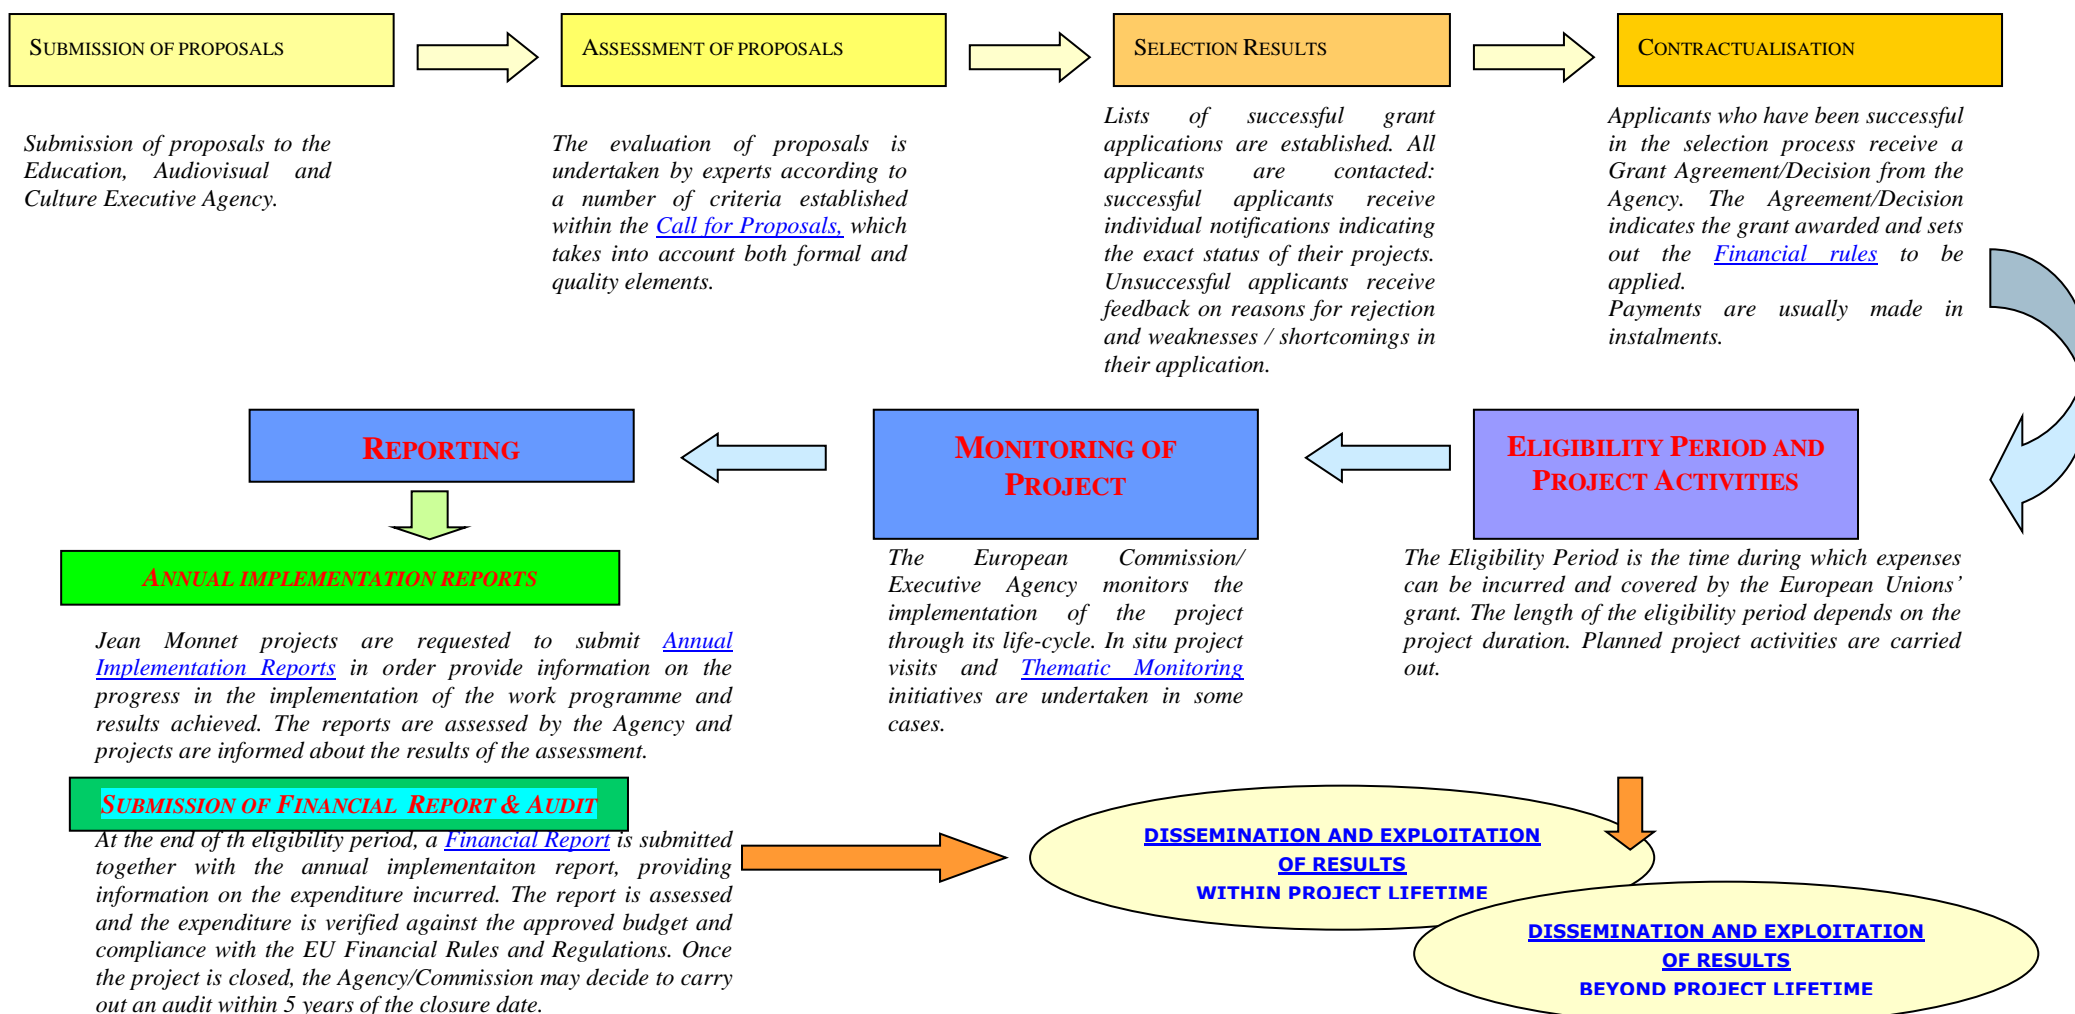 SUBMISSION OF PROPOSALS
ASSESSMENT OF PROPOSALS
SELECTION RESULTS
CONTRACTUALISATION
Submission of proposals to the
Education, Audiovisual and
Culture Executive Agency.
The evaluation of proposals is
undertaken by experts according to
a number of criteria established
within the Call for Proposals, which
takes into account both formal and
quality elements.
Lists of successful grant
applications are established. All
applicants are contacted:
successful applicants receive
individual notifications indicating
the exact status of their projects.
Unsuccessful applicants receive
feedback on reasons for rejection
and weaknesses / shortcomings in
their application.
Applicants who have been successful
in the selection process receive a
Grant Agreement/Decision from the
Agency. The Agreement/Decision
indicates the grant awarded and sets
out the Financial rules to be
applied.
Payments are usually made in
instalments.
ELIGIBILITY PERIOD AND
PROJECT ACTIVITIES
The Eligibility Period is the time during which expenses
can be incurred and covered by the European Unions’
grant. The length of the eligibility period depends on the
project duration. Planned project activities are carried
out.
MONITORING OF
PROJECT
The European Commission/
Executive Agency monitors the
implementation of the project
through its life-cycle. In situ project
visits and Thematic Monitoring
initiatives are undertaken in some
cases.
REPORTING
ANNUAL IMPLEMENTATION REPORTS
Jean Monnet projects are requested to submit Annual
Implementation Reports in order provide information on the
progress in the implementation of the work programme and
results achieved. The reports are assessed by the Agency and
projects are informed about the results of the assessment.
SUBMISSION OF FINANCIAL REPORT & AUDIT
At the end of th eligibility period, a Financial Report is submitted
together with the annual implementaiton report, providing
information on the expenditure incurred. The report is assessed
and the expenditure is verified against the approved budget and
compliance with the EU Financial Rules and Regulations. Once
the project is closed, the Agency/Commission may decide to carry
out an audit within 5 years of the closure date.
DISSEMINATION AND EXPLOITATION
OF RESULTS
WITHIN PROJECT LIFETIME
DISSEMINATION AND EXPLOITATION
OF RESULTS
BEYOND PROJECT LIFETIME